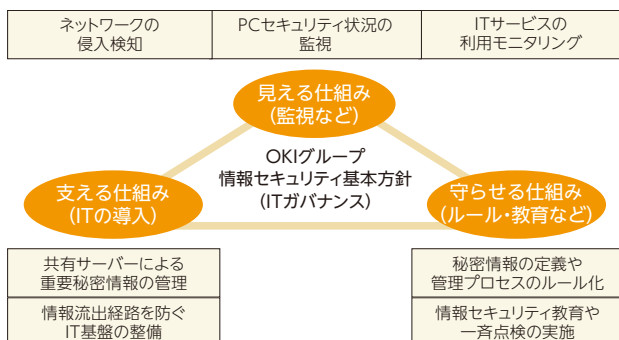 ネットワークの
侵入検知
PCセキュリティ状況の
監視
ITサービスの
利用モニタリング
見える仕組み
(監視など)
OKIグループ
情報セキュリティ基本方針
(ITガバナンス)
支える仕組み
(ITの導入)
守らせる仕組み
(ルール・教育など)
共有サーバーによる
重要秘密情報の管理
情報流出経路を防ぐ
IT基盤の整備
秘密情報の定義や
管理プロセスのルール化
情報セキュリティ教育や
一斉点検の実施